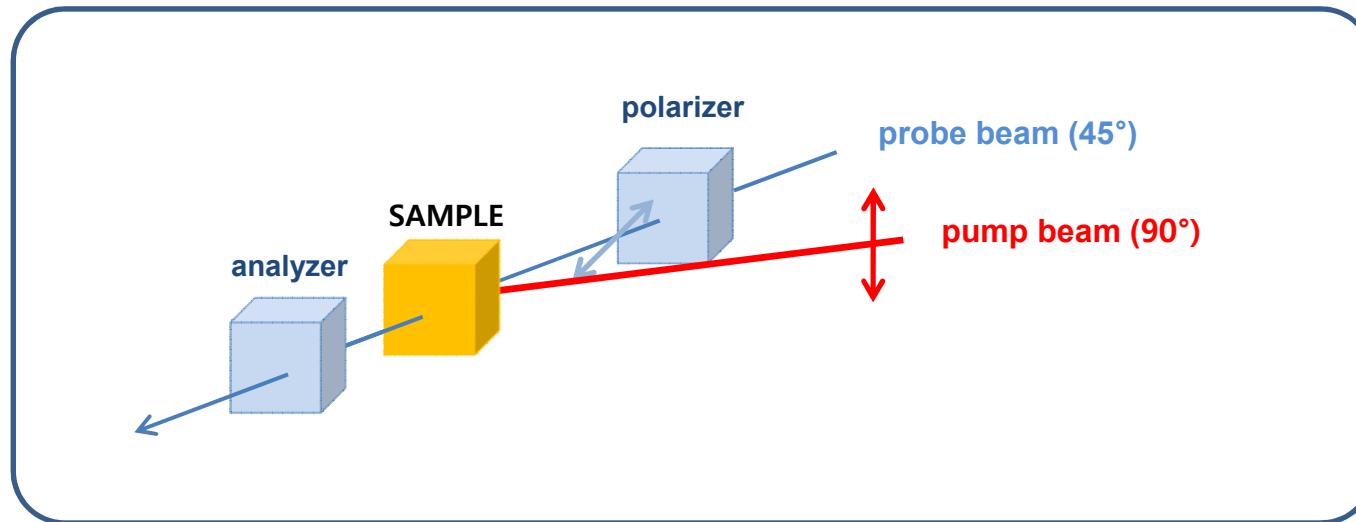 polarizer
probe beam (45°)
SAMPLE
pump beam (90°)
analyzer